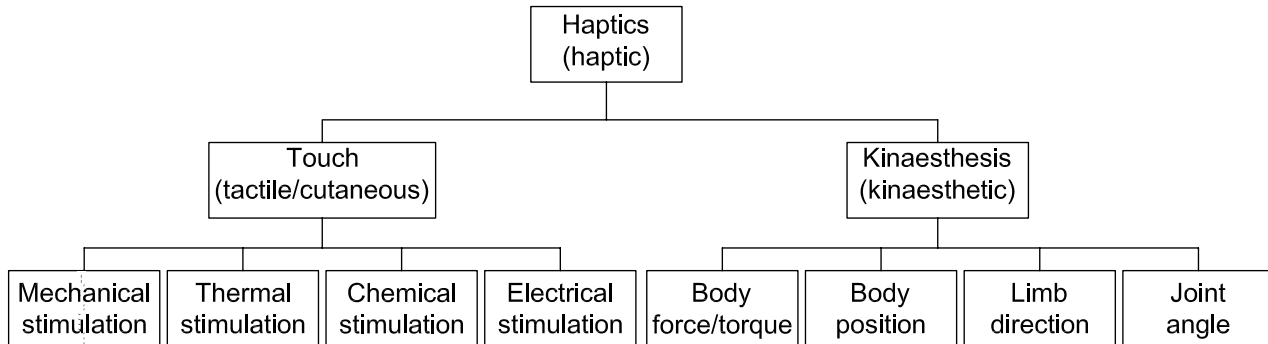 Haptics
(haptic)
Touch
(tactile/cutaneous)
Kinaesthesis
(kinaesthetic)
Mechanical
stimulation
Thermal
stimulation
Chemical
stimulation
Electrical
stimulation
Body
force/torque
Body
position
Limb
direction
Joint
angle